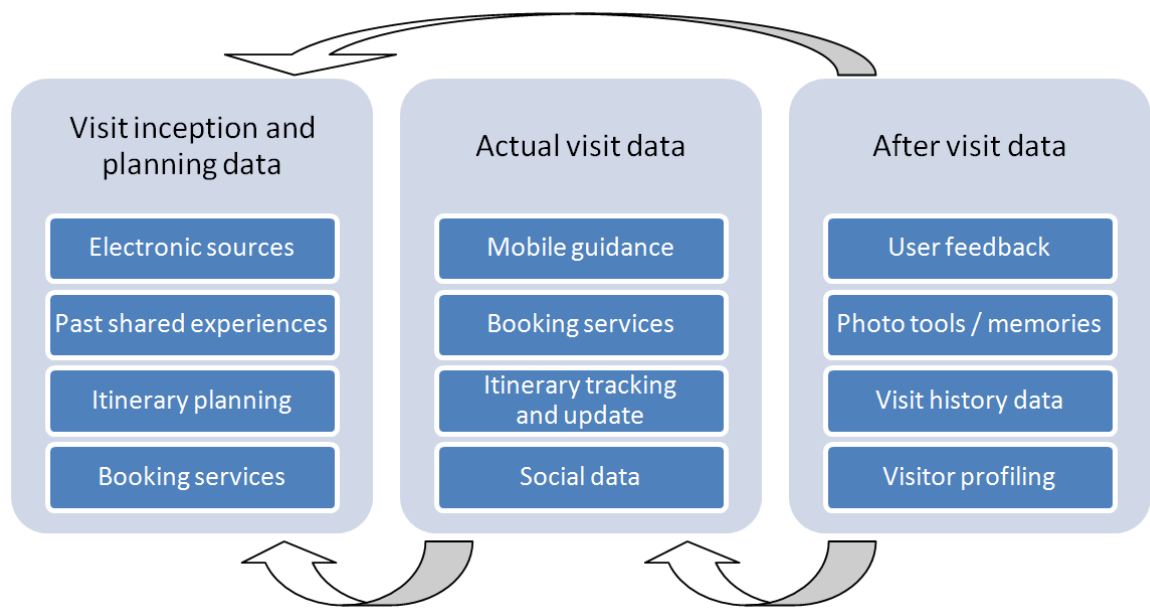 Visit inception and
planning data
Electronic sources
Past shared experiences
Itinerary planning
Booking services
Actual visit data
Mobile guidance
Booking services
Itinerary tracking
and update
Social data
After visit data
User feedback
Photo tools / memories
Visit history data
Visitor profiling